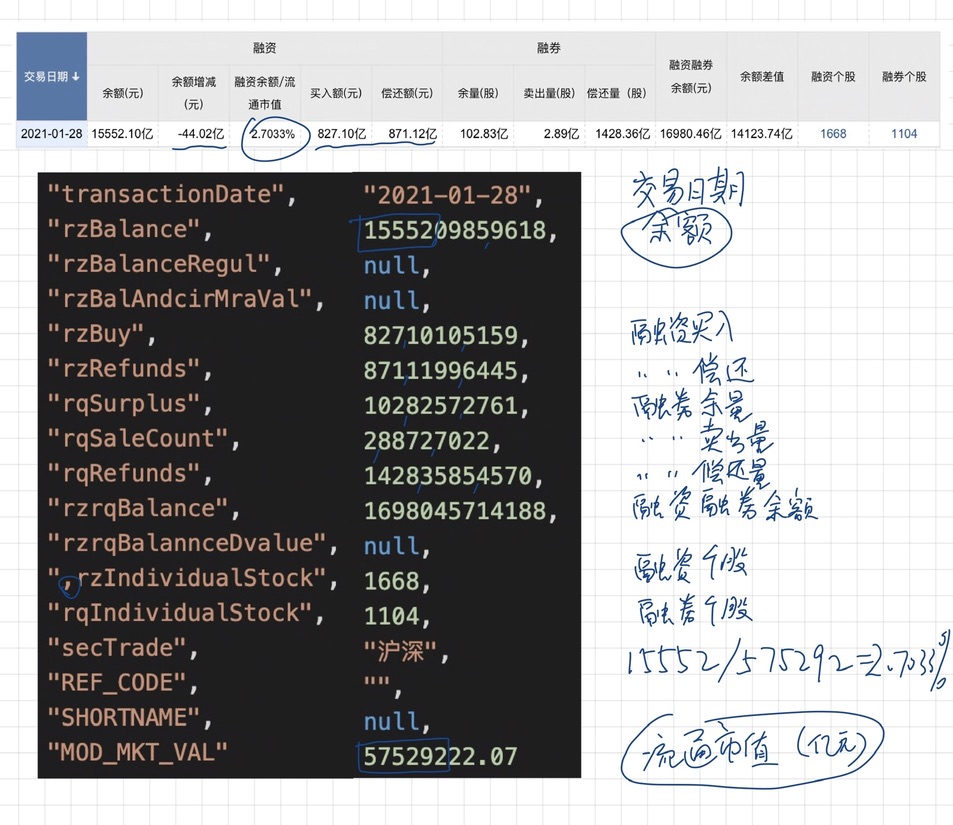 融资 融券
交易日期↓ 余额(元) 余额增减(元) 融资余额/流通市值 买入额(元) 偿还额(元) 余量(股) 卖出量(股) 偿还量（股） 融资融券余额(元) 余额差值 融资个股 融券个股
2021-01-28 15552.10亿 -44.02亿 2.7033% 827.10亿 871.12亿 102.83亿 2.89亿 1428.36亿 16980.46亿 14123.74亿 1668 1104
"transactionDate", "2021-01-28", 交易日期
"rzBalance", 1555209859618, 余额
"rzBalanceRegul", null,
"rzBalAndcirMraVal", null,
"rzBuy", 82710105159, 融资买入
"rzRefunds", 87111996445, 〃 〃 偿还
"rqSurplus", 10282572761, 融券余量
"rqSaleCount", 288727022, 〃 〃 卖出量
"rqRefunds", 142835854570, 〃 〃 偿还量
"rzrqBalance", 1698045714188, 融资融券余额
"rzrqBalannceDvalue", null,
",rzIndividualStock", 1668, 融资个股
"rqIndividualStock", 1104, 融券个股
"secTrade", "沪深", 15552/575292=2.7033%
"REF_CODE", "",
"SHORTNAME", null,
"MOD_MKT_VAL" 57529222.07 流通市值（亿元）